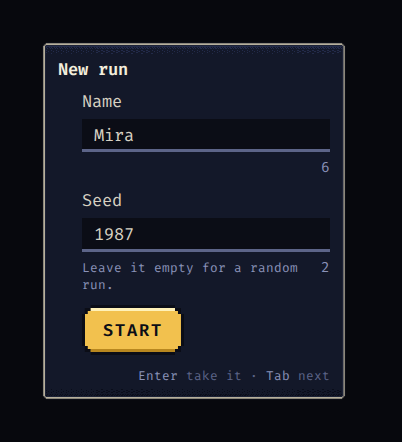 New run
Name
Mira
6
Seed
1987
Leave it empty for a random 2
run.
START
Enter take it · Tab next